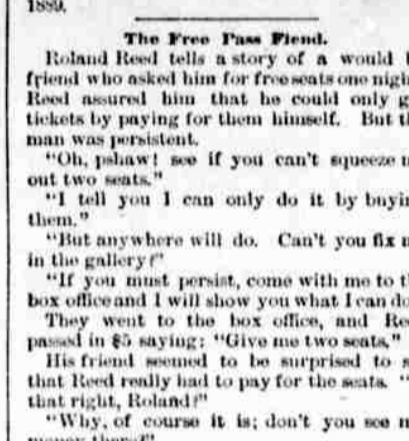 1889.
The Free Pass Fiend.
Roland Reed tells a story of a would
friend who asked him for free seats one nigh
Reed assured him that he could only g
tickets by paying for them himself. But th
man was persistent.
"Oh, pshaw! see if you can't squeeze m
out two seats."
"I tell you I can only do it by buyin
them."
"But anywhere will do. Can't you fix m
in the gallery?"
"If you must persist, come with me to th
box office and I will show you what I can do
They went to the box office, and Ree
passed in $5 saying: "Give me two seats."
His friend seemed to be surprised to s
that Reed really had to pay for the seats. "
that right, Roland?"
"Why, of course it is; don't you see m
money there?"